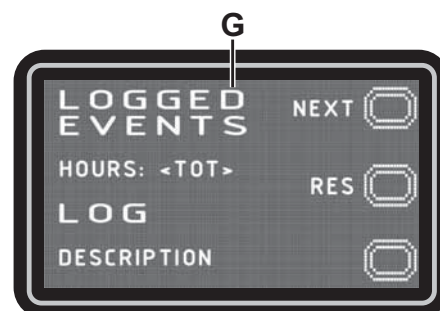 G
LOGGED
EVENTS
NEXT
HOURS: <TOT>
RES
LOG
DESCRIPTION